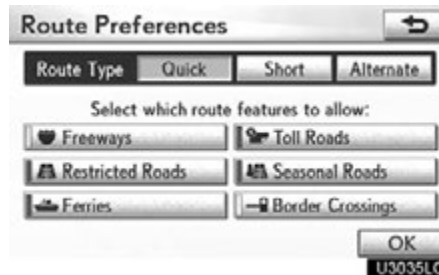 Route Preferences
Route Type Quick Short Alternate
Select which route features to allow:
Freeways Toll Roads
Restricted Roads Seasonal Roads
Ferries Border Crossings
OK
U3035LC